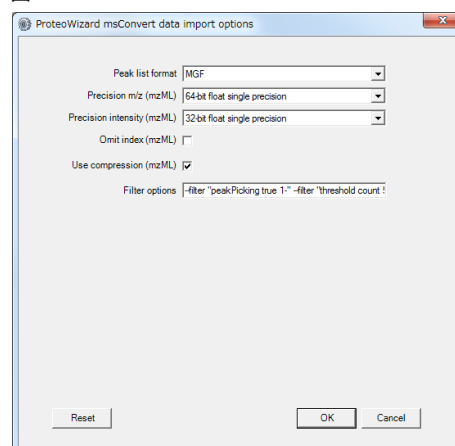 ProteoWizard msConvert data import options
Peak list format MGF
Precision m/z (mzML) 64-bit float single precision
Precision intensity (mzML) 32-bit float single precision
Omit index (mzML)
Use compression (mzML)
Filter options --filter "peakPicking true 1-" --filter "threshold count
Reset OK Cancel